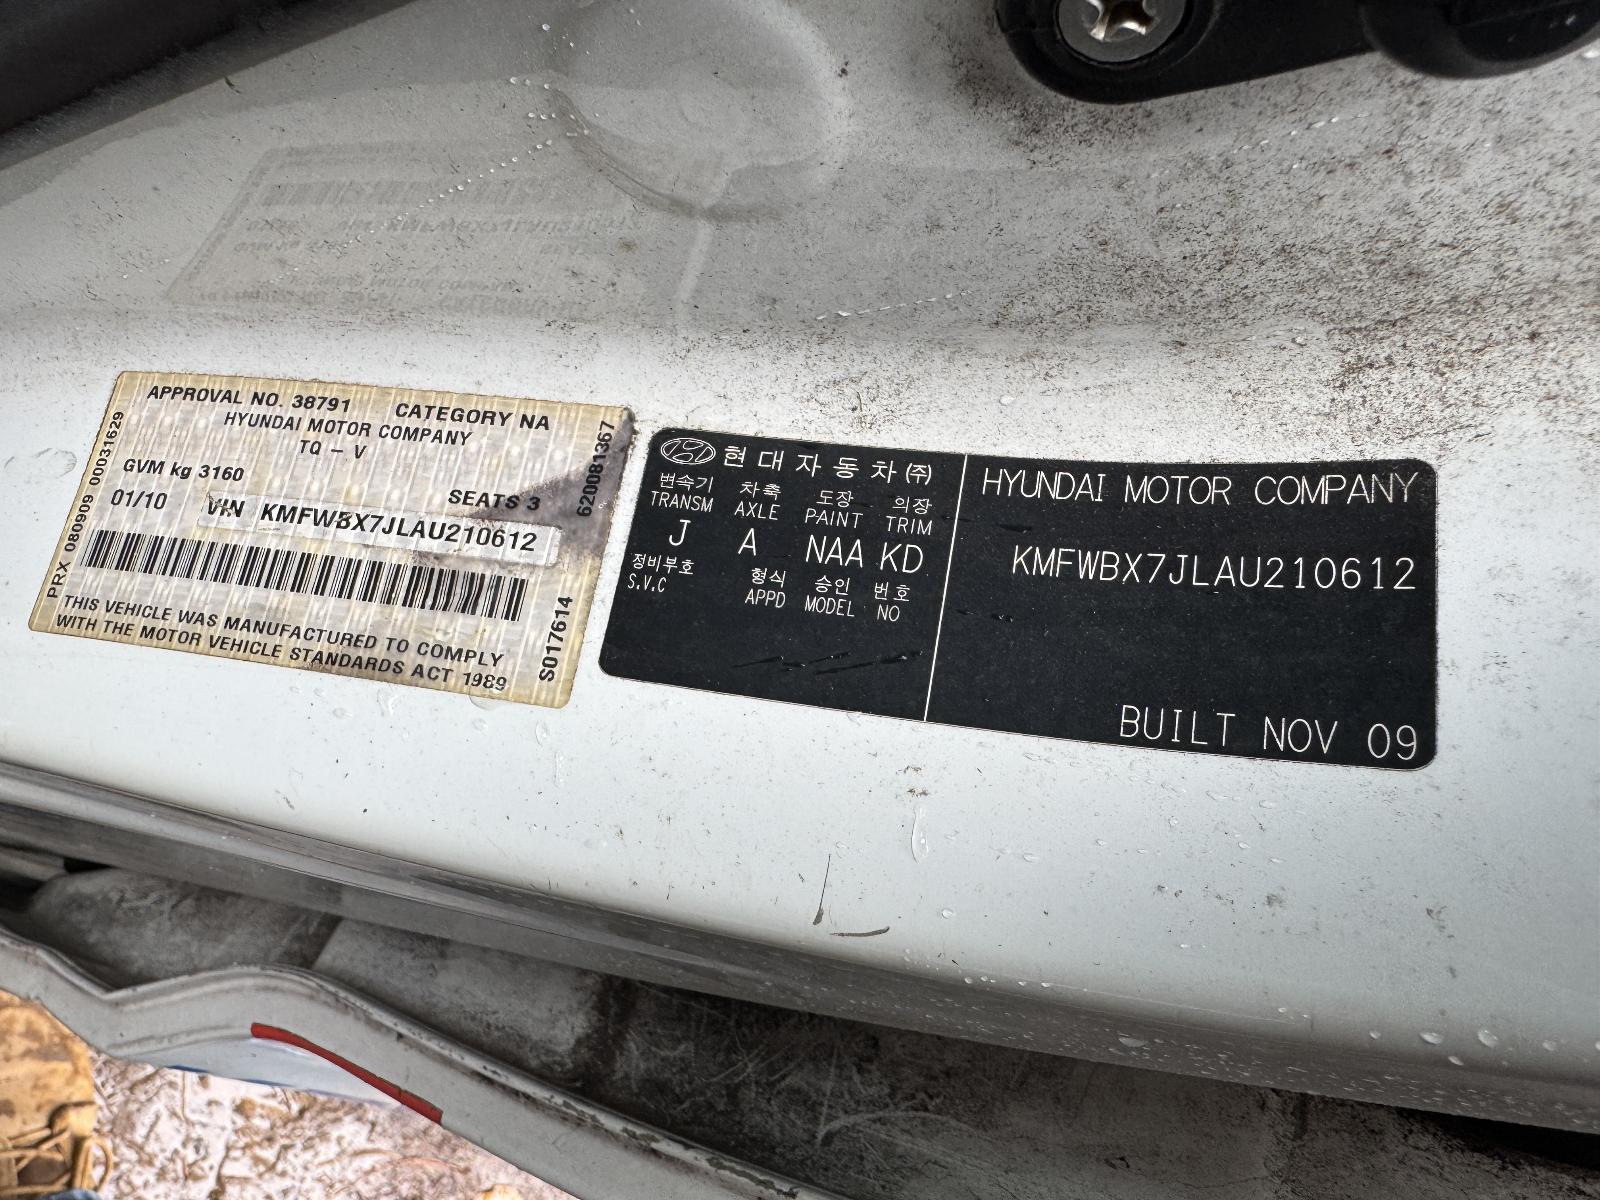 APPROVAL NO. 38791 CATEGORY NA
HYUNDAI MOTOR COMPANY
TQ – V
GVM kg 3160
SEATS 3
01/10 VIN KMFWBX7JLAU210612
THIS VEHICLE WAS MANUFACTURED TO COMPLY
WITH THE MOTOR VEHICLE STANDARDS ACT 1989
PRX 080909 00031629
620081367
S017614
현대자동차(주)
변속기 차축 도장 의장
TRANSM AXLE PAINT TRIM
J A NAA KD
정비부호 형식 승인 번호
S.V.C APPD MODEL NO
HYUNDAI MOTOR COMPANY
KMFWBX7JLAU210612
BUILT NOV 09